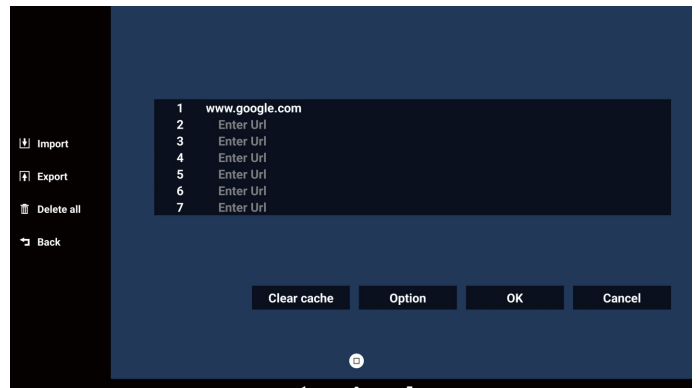 1 www.google.com
2 Enter Url
3 Enter Url
4 Enter Url
5 Enter Url
6 Enter Url
7 Enter Url
Import
Export
Delete all
Back
Clear cache Option OK Cancel